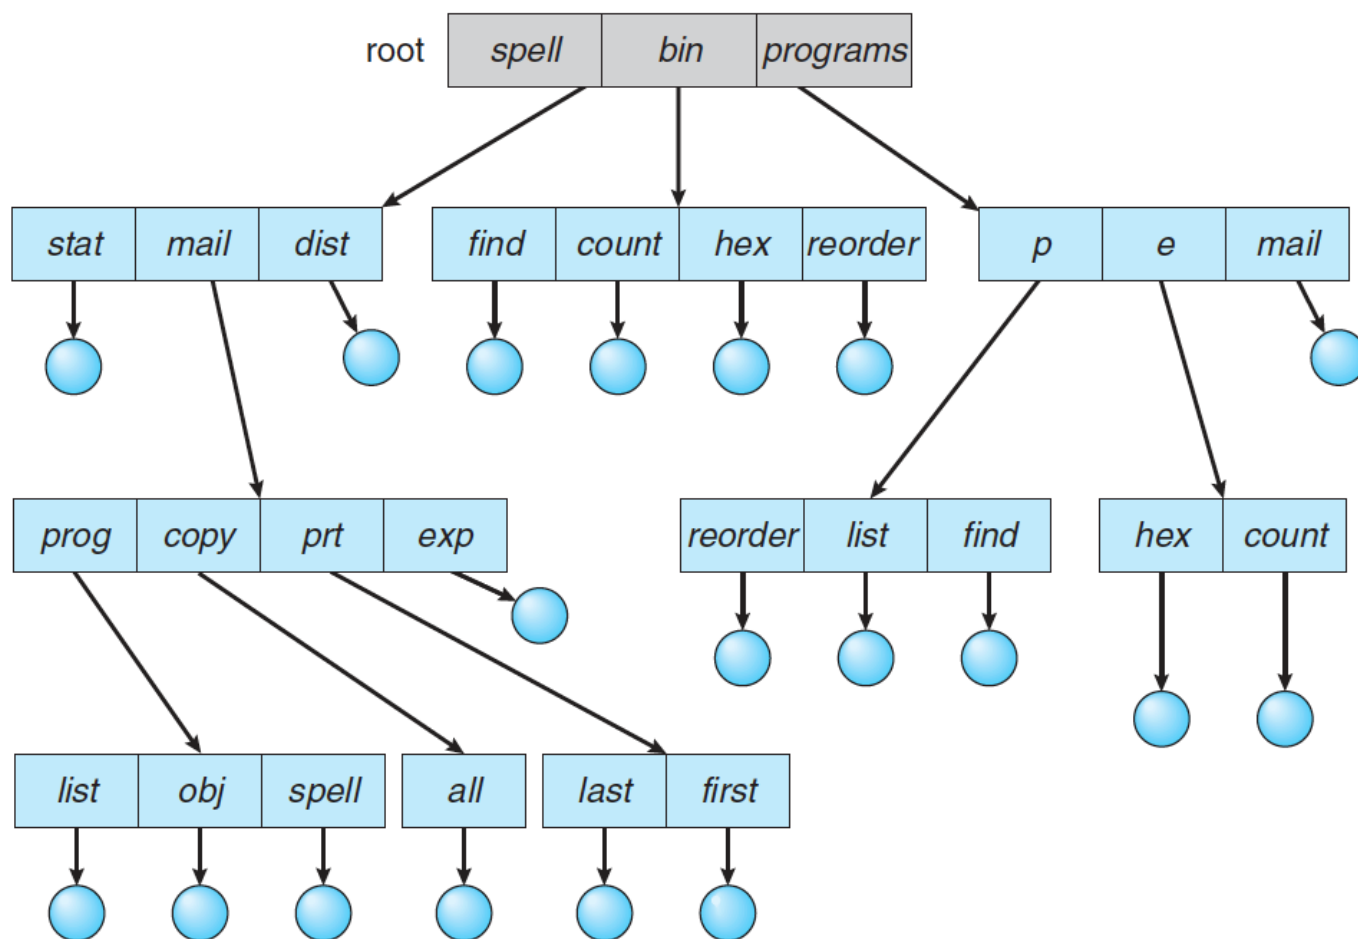 root spell bin programs
stat mail dist find count hex reorder p e mail
prog copy prt exp reorder list find hex count
list obj spell all last first